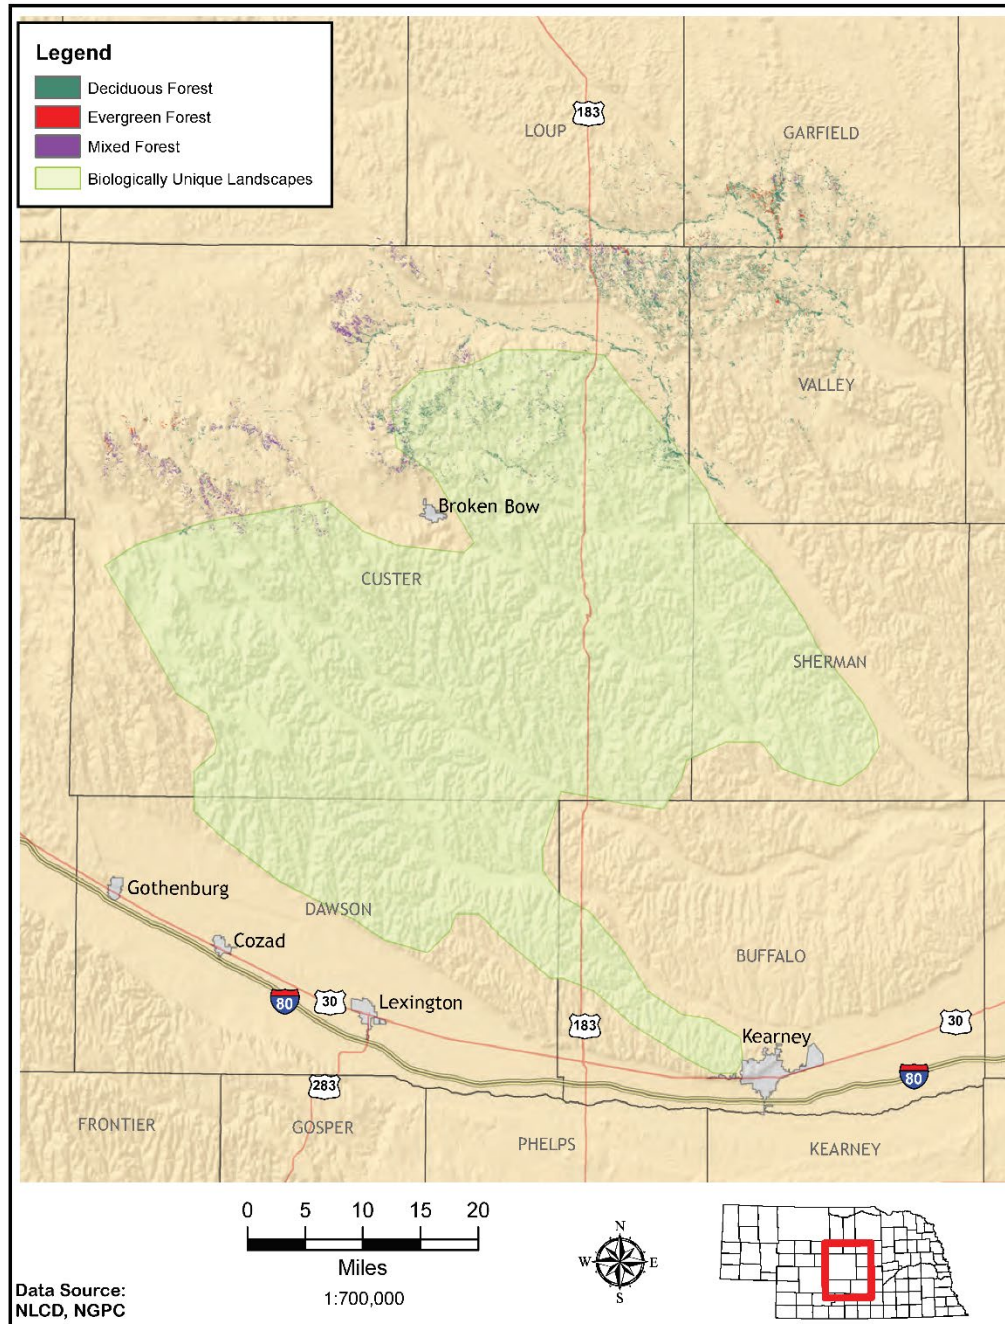 Legend
Deciduous Forest
Evergreen Forest
Mixed Forest
Biologically Unique Landscapes
183
LOUP
GARFIELD
VALLEY
Broken Bow
CUSTER
SHERMAN
Gothenburg
DAWSON
Cozad
BUFFALO
80
30
Lexington
183
Kearney
30
80
283
FRONTIER
GOSPER
PHELPS
KEARNEY
0 5 10 15 20
Miles
1:700,000
N
W E
S
Data Source:
NLCD, NGPC